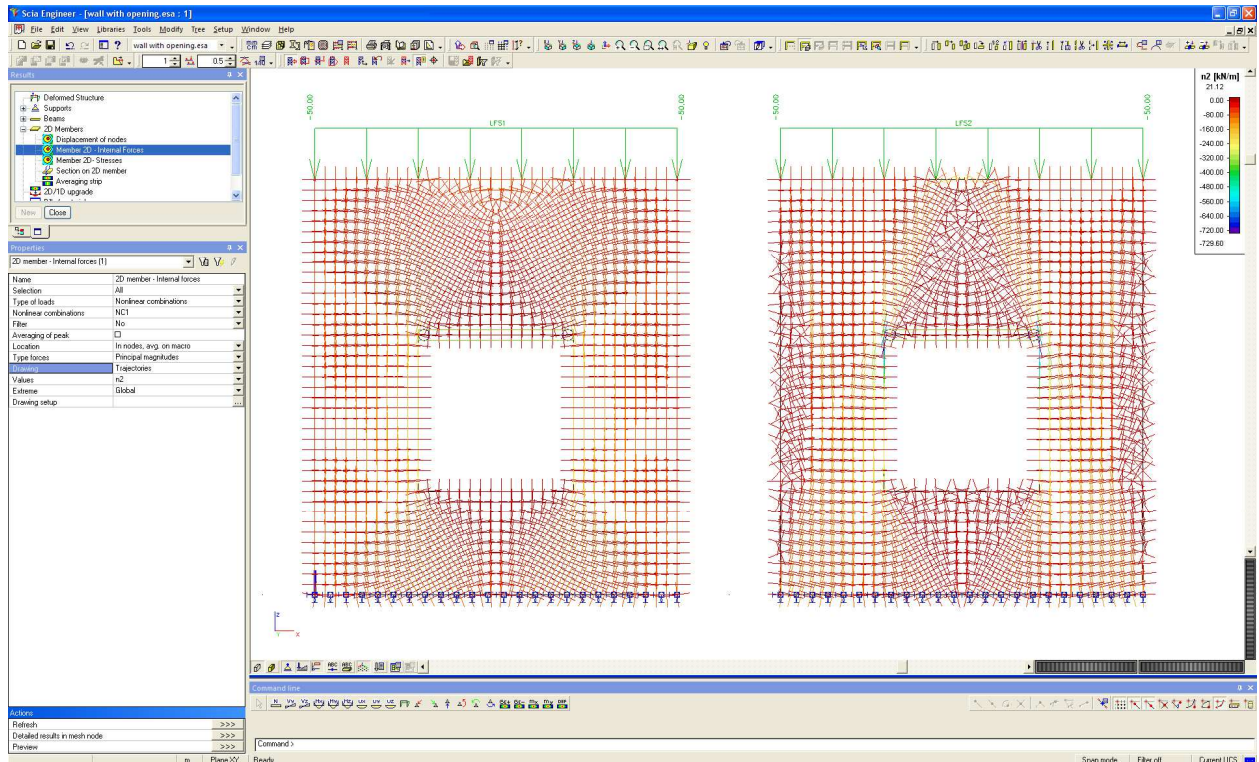 Scia Engineer - [wall with opening.esa : 1]
File Edit View Libraries Tools Modify Tree Setup Window Help
wall with opening.esa
1 0.5
Results
Deformed Structure
Supports
Beams
2D Members
Displacement of nodes
Member 2D - Internal Forces
Member 2D- Stresses
Section on 2D member
Averaging strip
2D/1D upgrade
New Close
Properties
2D member - Internal forces (1)
Name 2D member - Internal forces
Selection All
Type of loads Nonlinear combinations
Nonlinear combinations NC1
Filter No
Averaging of peak
Location In nodes, avg. on macro
Type forces Principal magnitudes
Drawing Trajectories
Values n2
Extreme Global
Drawing setup ...
Actions
Refresh >>>
Detailed results in mesh node >>>
Preview >>>
-50.00 LFS1 -50.00
-50.00 LFS2 -50.00
n2 [kN/m]
21.12
0.00
-80.00
-160.00
-240.00
-320.00
-400.00
-480.00
-560.00
-640.00
-720.00
-729.60
z
Y x
Command line
Command >
m Plane XY Ready Snap mode Filter off Current UCS